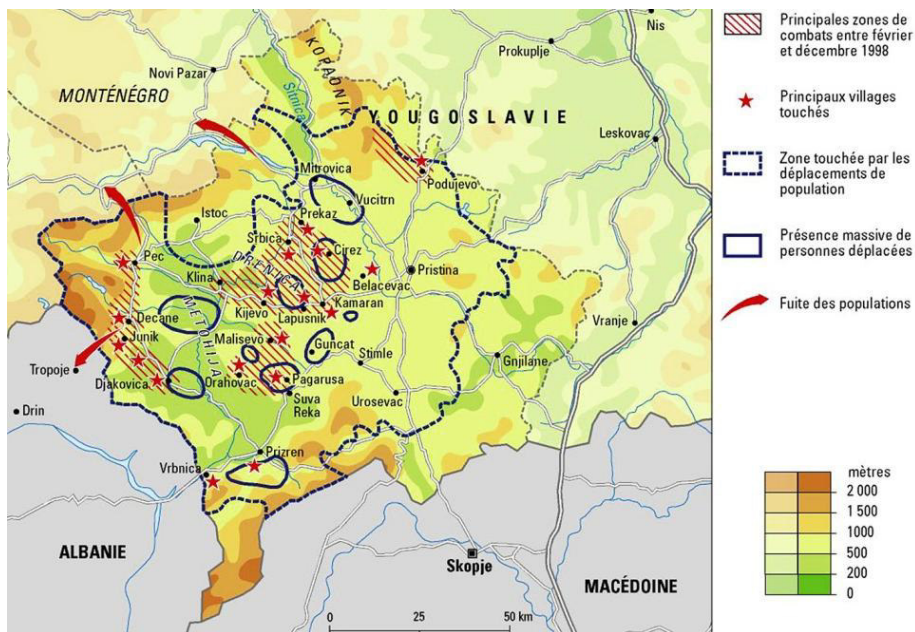 Nis
Prokuplje
KOPAONIK
Novi Pazar
Sitnica
MONTÉNÉGRO
YOUGOSLAVIE
Leskovac
Mitrovica
Podujevo
Vucitrn
Istoc
Prekaz
Srbica
Cirez
Pec
DRENICA
Pristina
Klina
Belacevac
METOHIJA
Kijevo
Kamaran
Lapusnik
Vranje
Decane
Junik
Malisevo
Guncat
Stimle
Gnjilane
Tropoje
Djakovica
Orahovac
Pagarusa
Suva
Reka
Urosevac
Drin
Prizren
Vrbnica
ALBANIE
Skopje
MACÉDOINE
0 25 50 km
Principales zones de
combats entre février
et décembre 1998
Principaux villages
touchés
Zone touchée par les
déplacements de
population
Présence massive de
personnes déplacées
Fuite des populations
mètres
2 000
1 500
1000
500
200
0